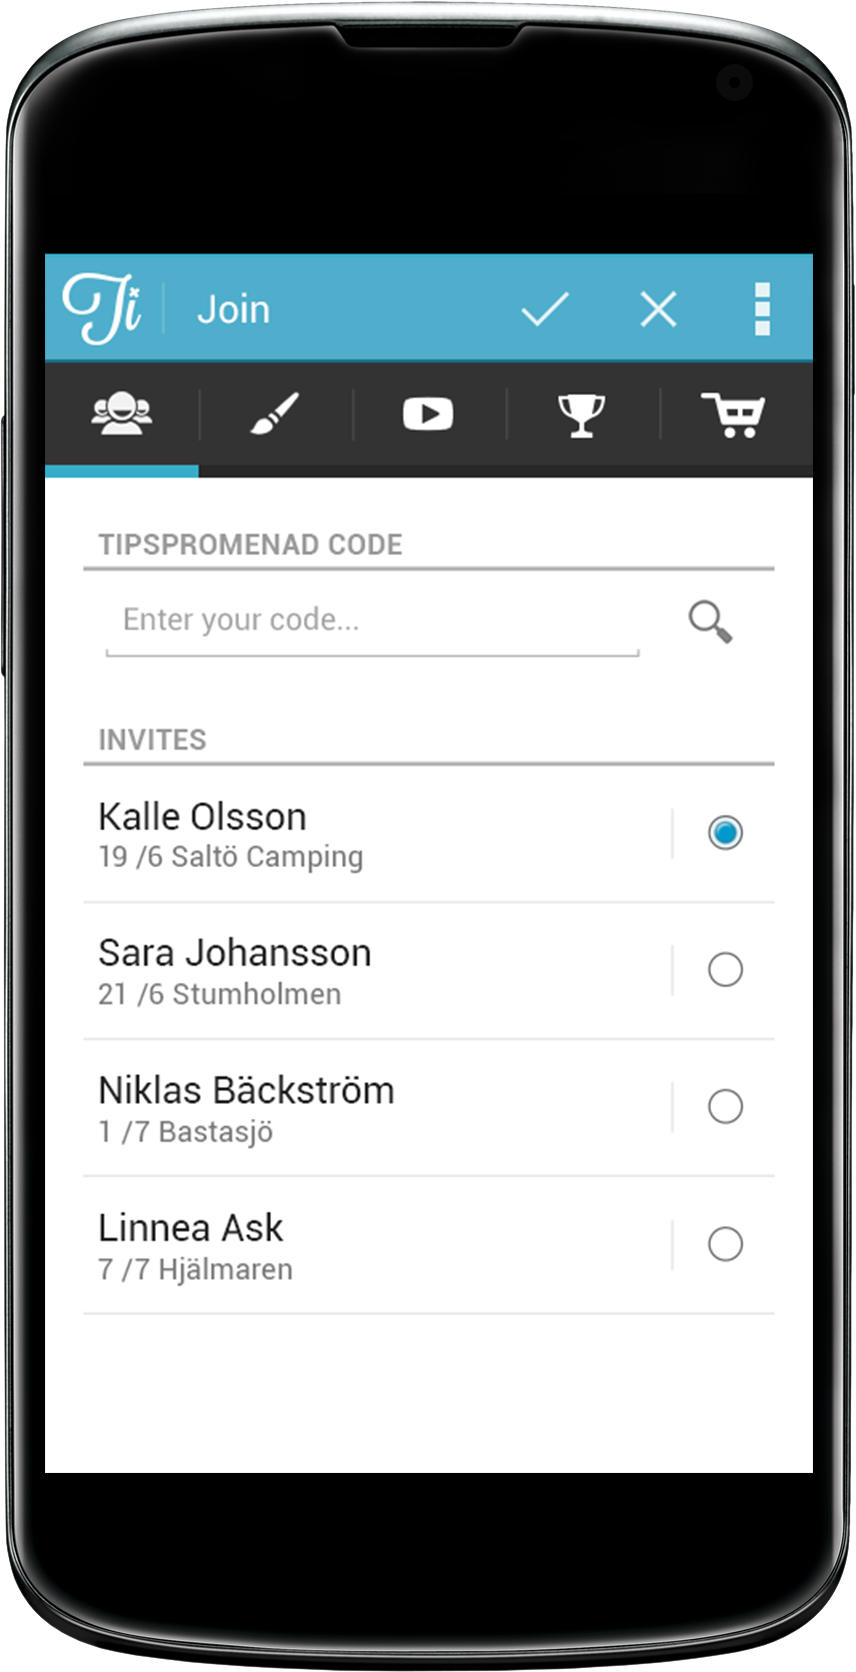 Ti
Join
TIPSPROMENAD CODE
Enter your code...
INVITES
Kalle Olsson
19 /6 Saltö Camping
Sara Johansson
21 /6 Stumholmen
Niklas Bäckström
1 /7 Bastasjö
Linnea Ask
7 /7 Hjälmaren